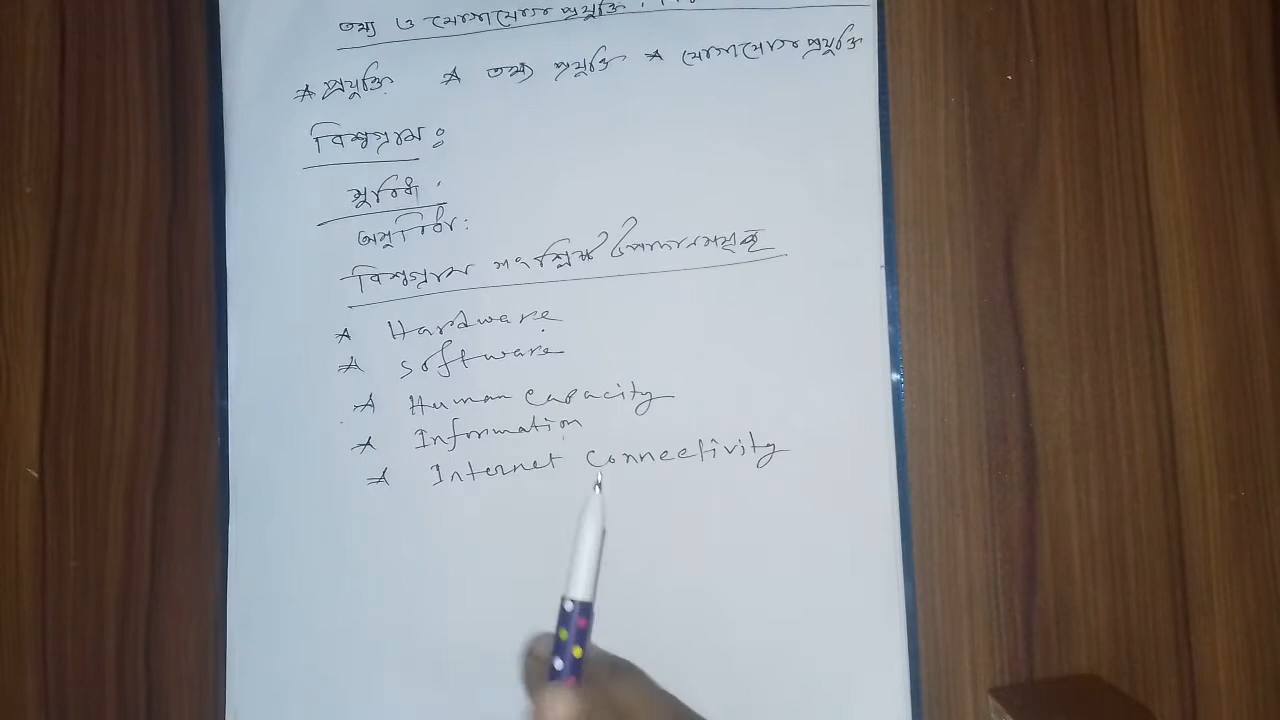 তথ্য ও যোগাযোগ প্রযুক্তি :
★ প্রযুক্তি ★ তথ্য প্রযুক্তি ★ যোগাযোগ প্রযুক্তি
বিশ্বগ্রাম :
সুবিধা :
অসুবিধা :
বিশ্বগ্রাম সংশ্লিষ্ট উপাদানসমূহ
★ Hardware
★ Software
★ Human Capacity
★ Information
★ Internet Connectivity